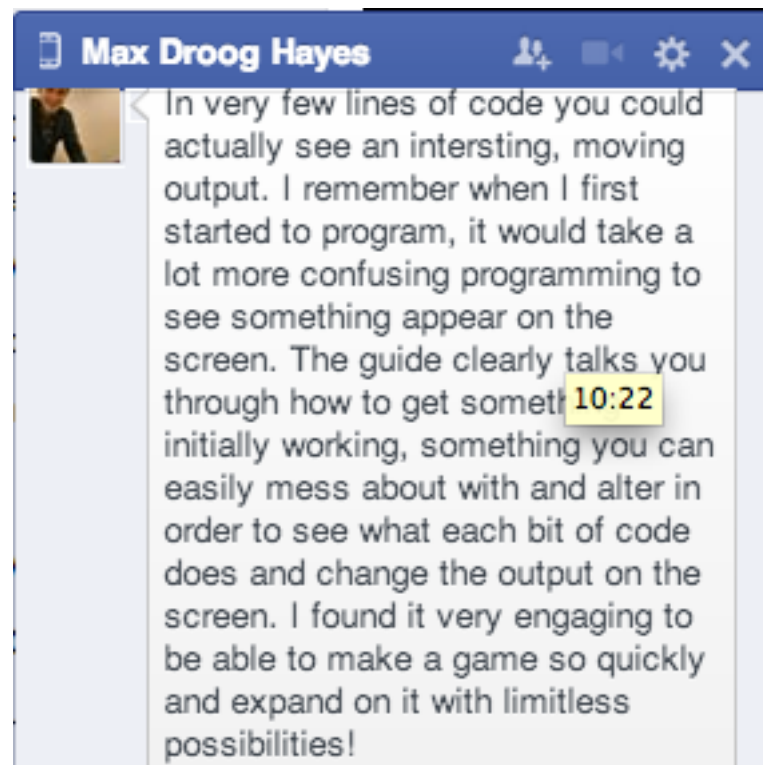 Max Droog Hayes
In very few lines of code you could
actually see an intersting, moving
output. I remember when I first
started to program, it would take a
lot more confusing programming to
see something appear on the
screen. The guide clearly talks you
through how to get someth 10:22
initially working, something you can
easily mess about with and alter in
order to see what each bit of code
does and change the output on the
screen. I found it very engaging to
be able to make a game so quickly
and expand on it with limitless
possibilities!